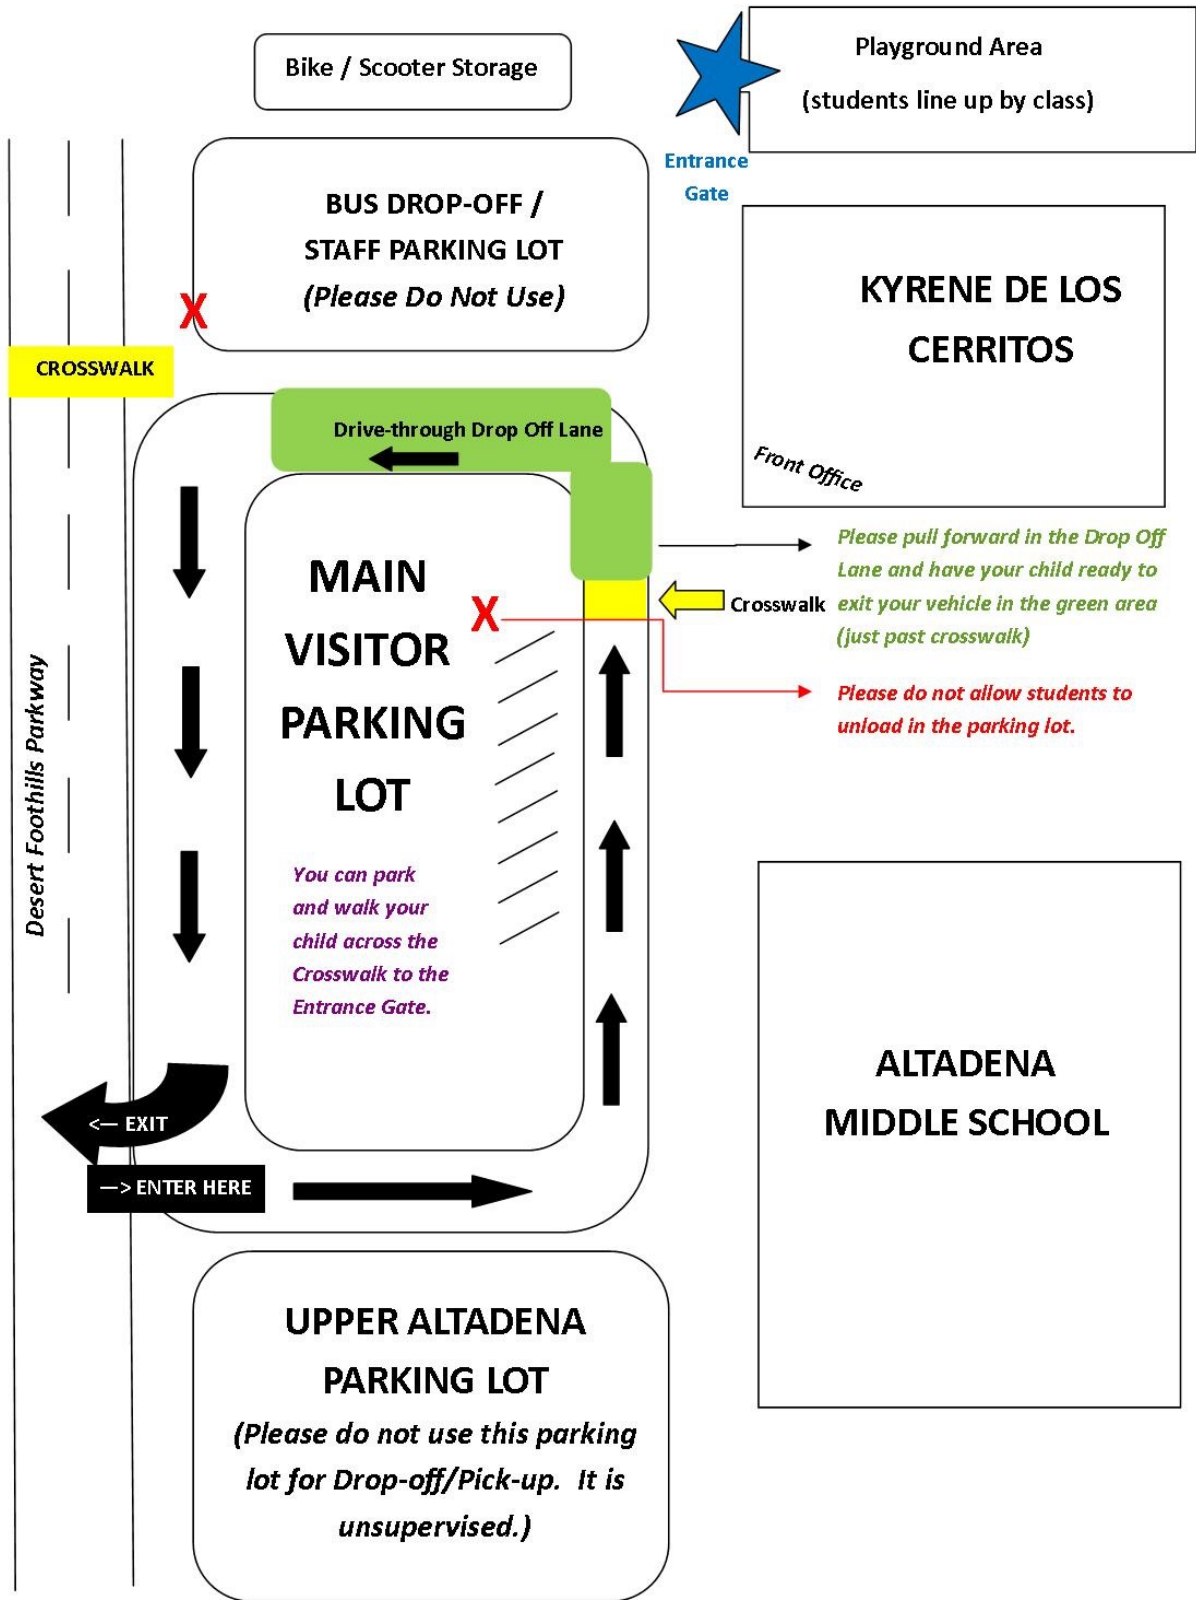 Bike / Scooter Storage
Playground Area
(students line up by class)
Entrance
Gate
BUS DROP-OFF /
STAFF PARKING LOT
(Please Do Not Use)
X
KYRENE DE LOS
CERRITOS
Front Office
CROSSWALK
Drive-through Drop Off Lane
Please pull forward in the Drop Off
Lane and have your child ready to
exit your vehicle in the green area
(just past crosswalk)
Crosswalk
X
Please do not allow students to
unload in the parking lot.
MAIN
VISITOR
PARKING
LOT
You can park
and walk your
child across the
Crosswalk to the
Entrance Gate.
Desert Foothills Parkway
ALTADENA
MIDDLE SCHOOL
<— EXIT
—> ENTER HERE
UPPER ALTADENA
PARKING LOT
(Please do not use this parking
lot for Drop-off/Pick-up.  It is
unsupervised.)